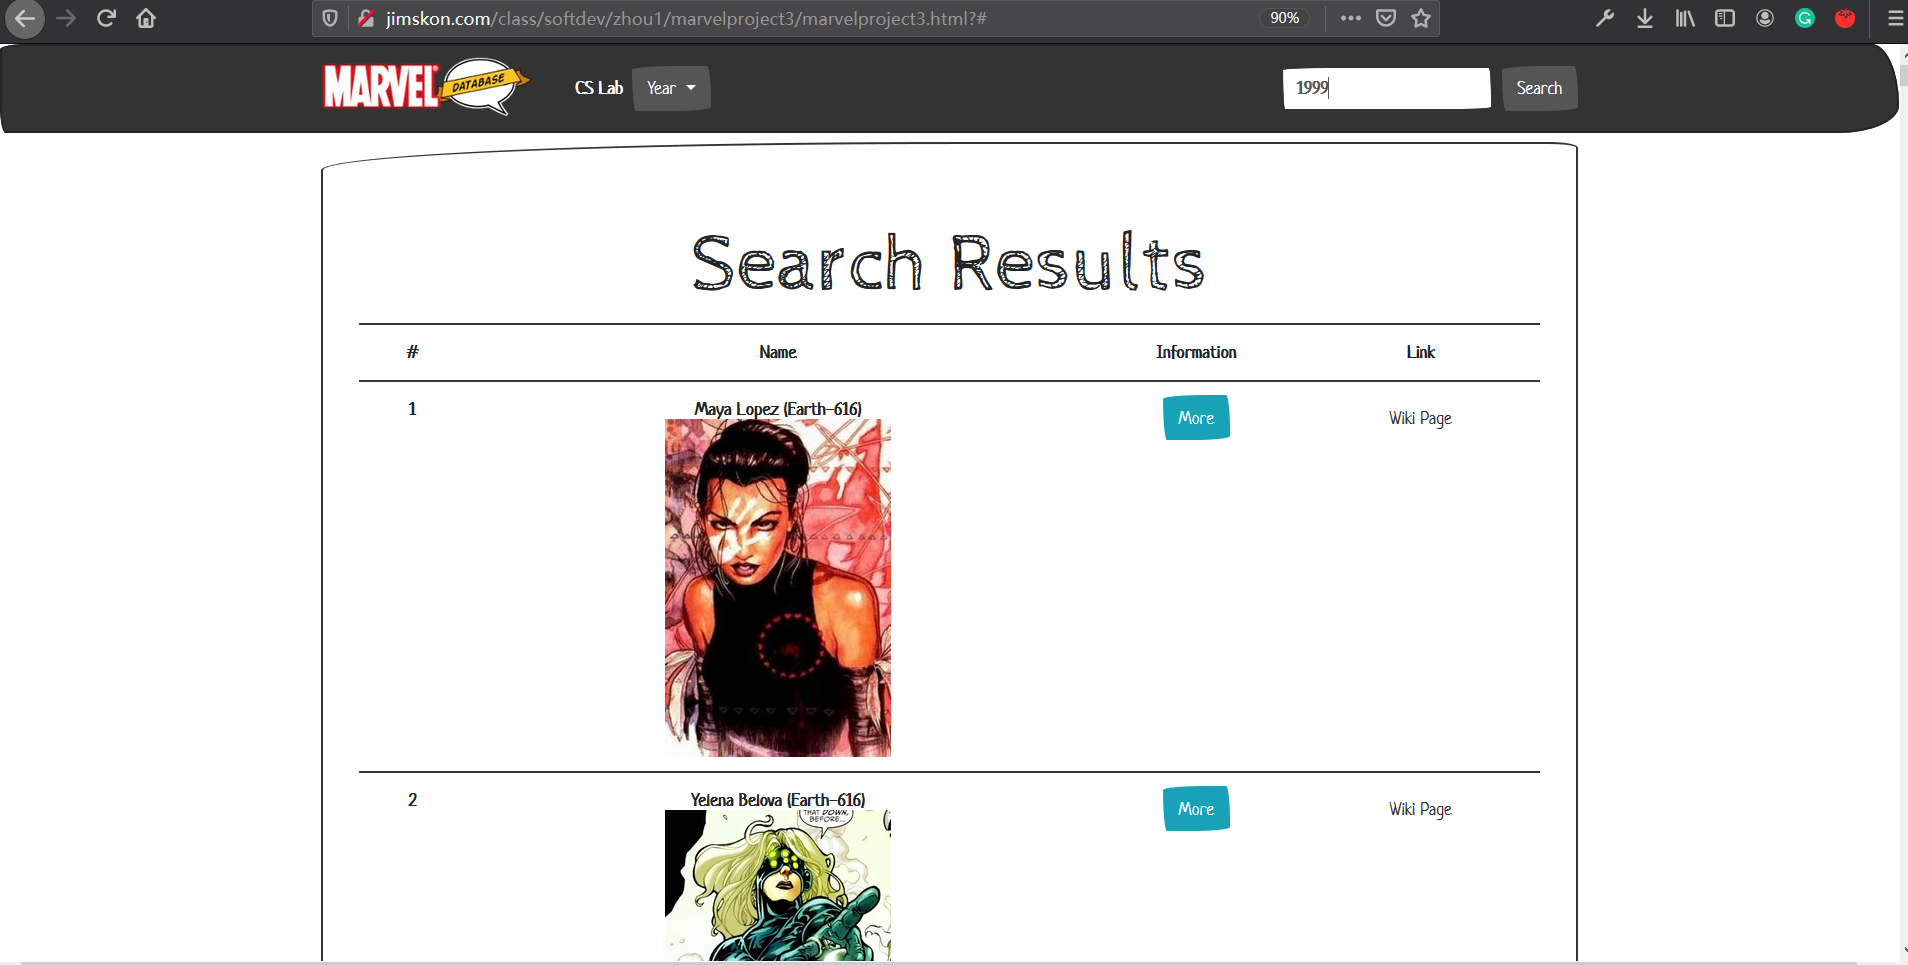 jimskon.com/class/softdev/zhou1/marvelproject3/marvelproject3.html?#
90%
MARVEL DATABASE
CS Lab
Year
1999
Search
Search Results
# Name Information Link
1 Maya Lopez (Earth-616) More Wiki Page
2 Yelena Belova (Earth-616) More Wiki Page
THAT DOWN,
BEFORE...